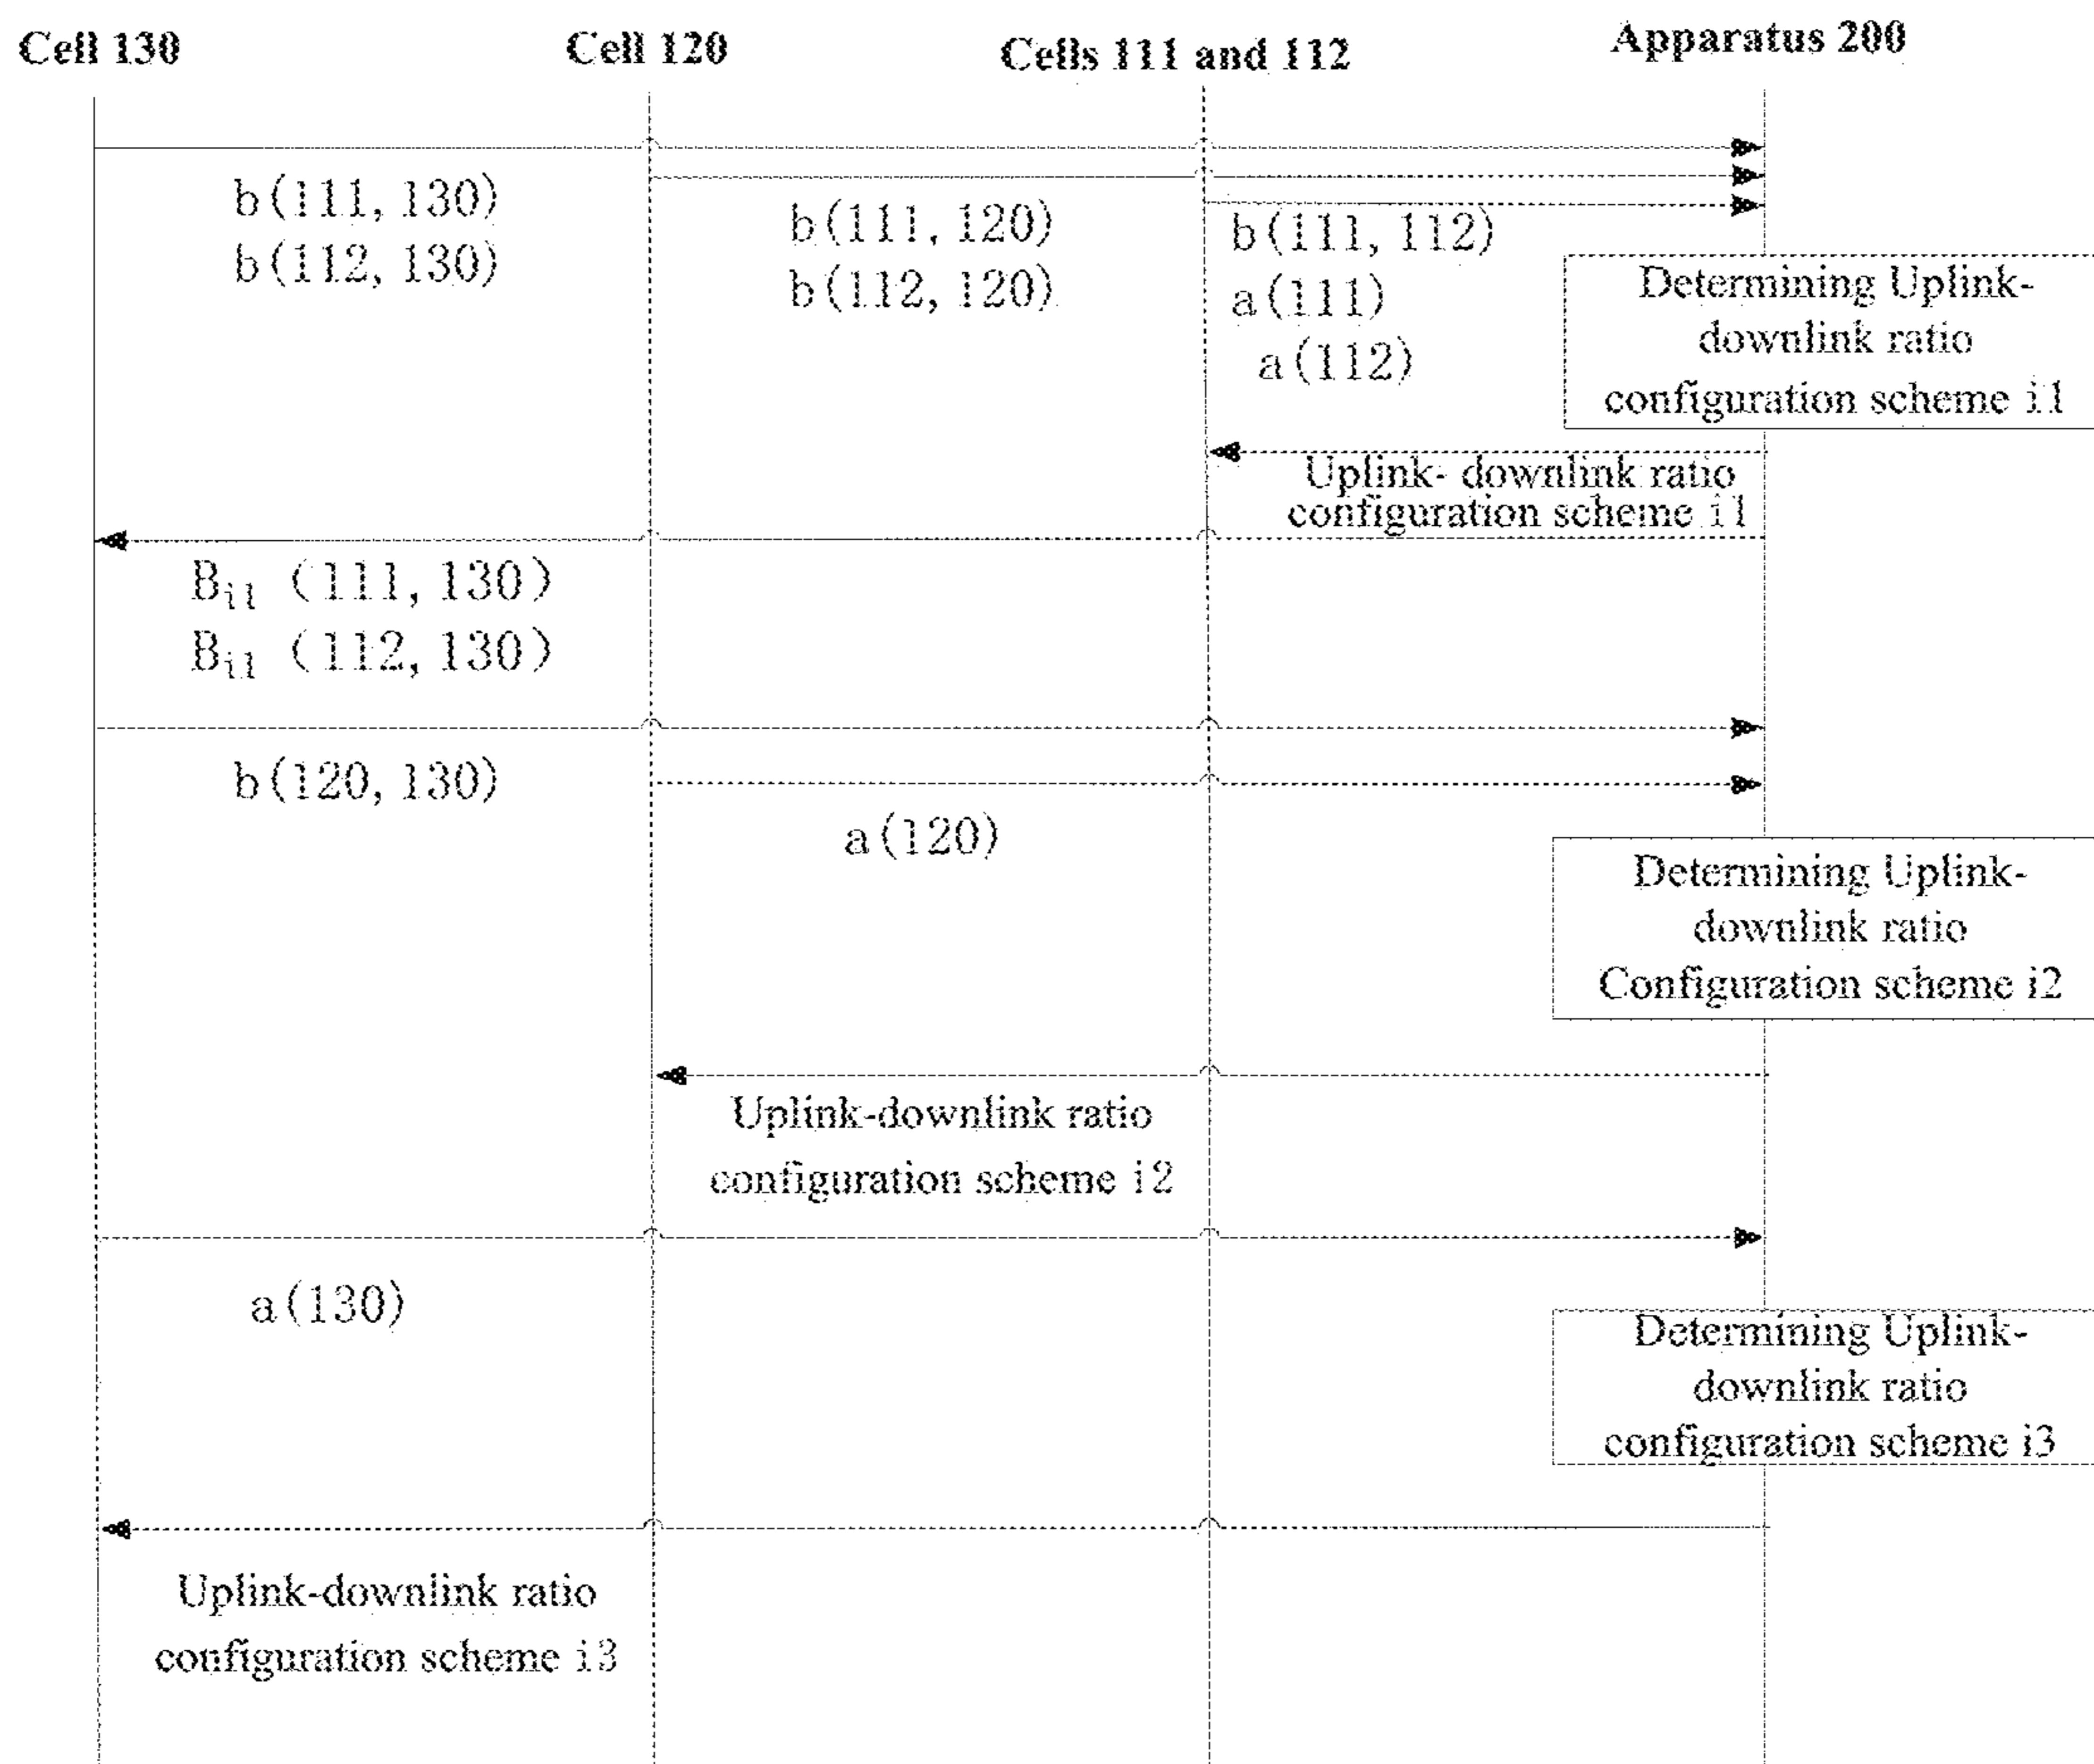 Cell 130
Cell 120
Cells 111 and 112
Apparatus 200
b(111, 130)
b(112, 130)
b(111, 120)
b(112, 120)
b(111, 112)
a(111)
a(112)
Determining Uplink-
downlink ratio
configuration scheme i1
Uplink- downlink ratio
configuration scheme i1
Bi1 (111, 130)
Bi1 (112, 130)
b(120, 130)
a(120)
Determining Uplink-
downlink ratio
Configuration scheme i2
Uplink-downlink ratio
configuration scheme i2
a(130)
Determining Uplink-
downlink ratio
configuration scheme i3
Uplink-downlink ratio
configuration scheme i3